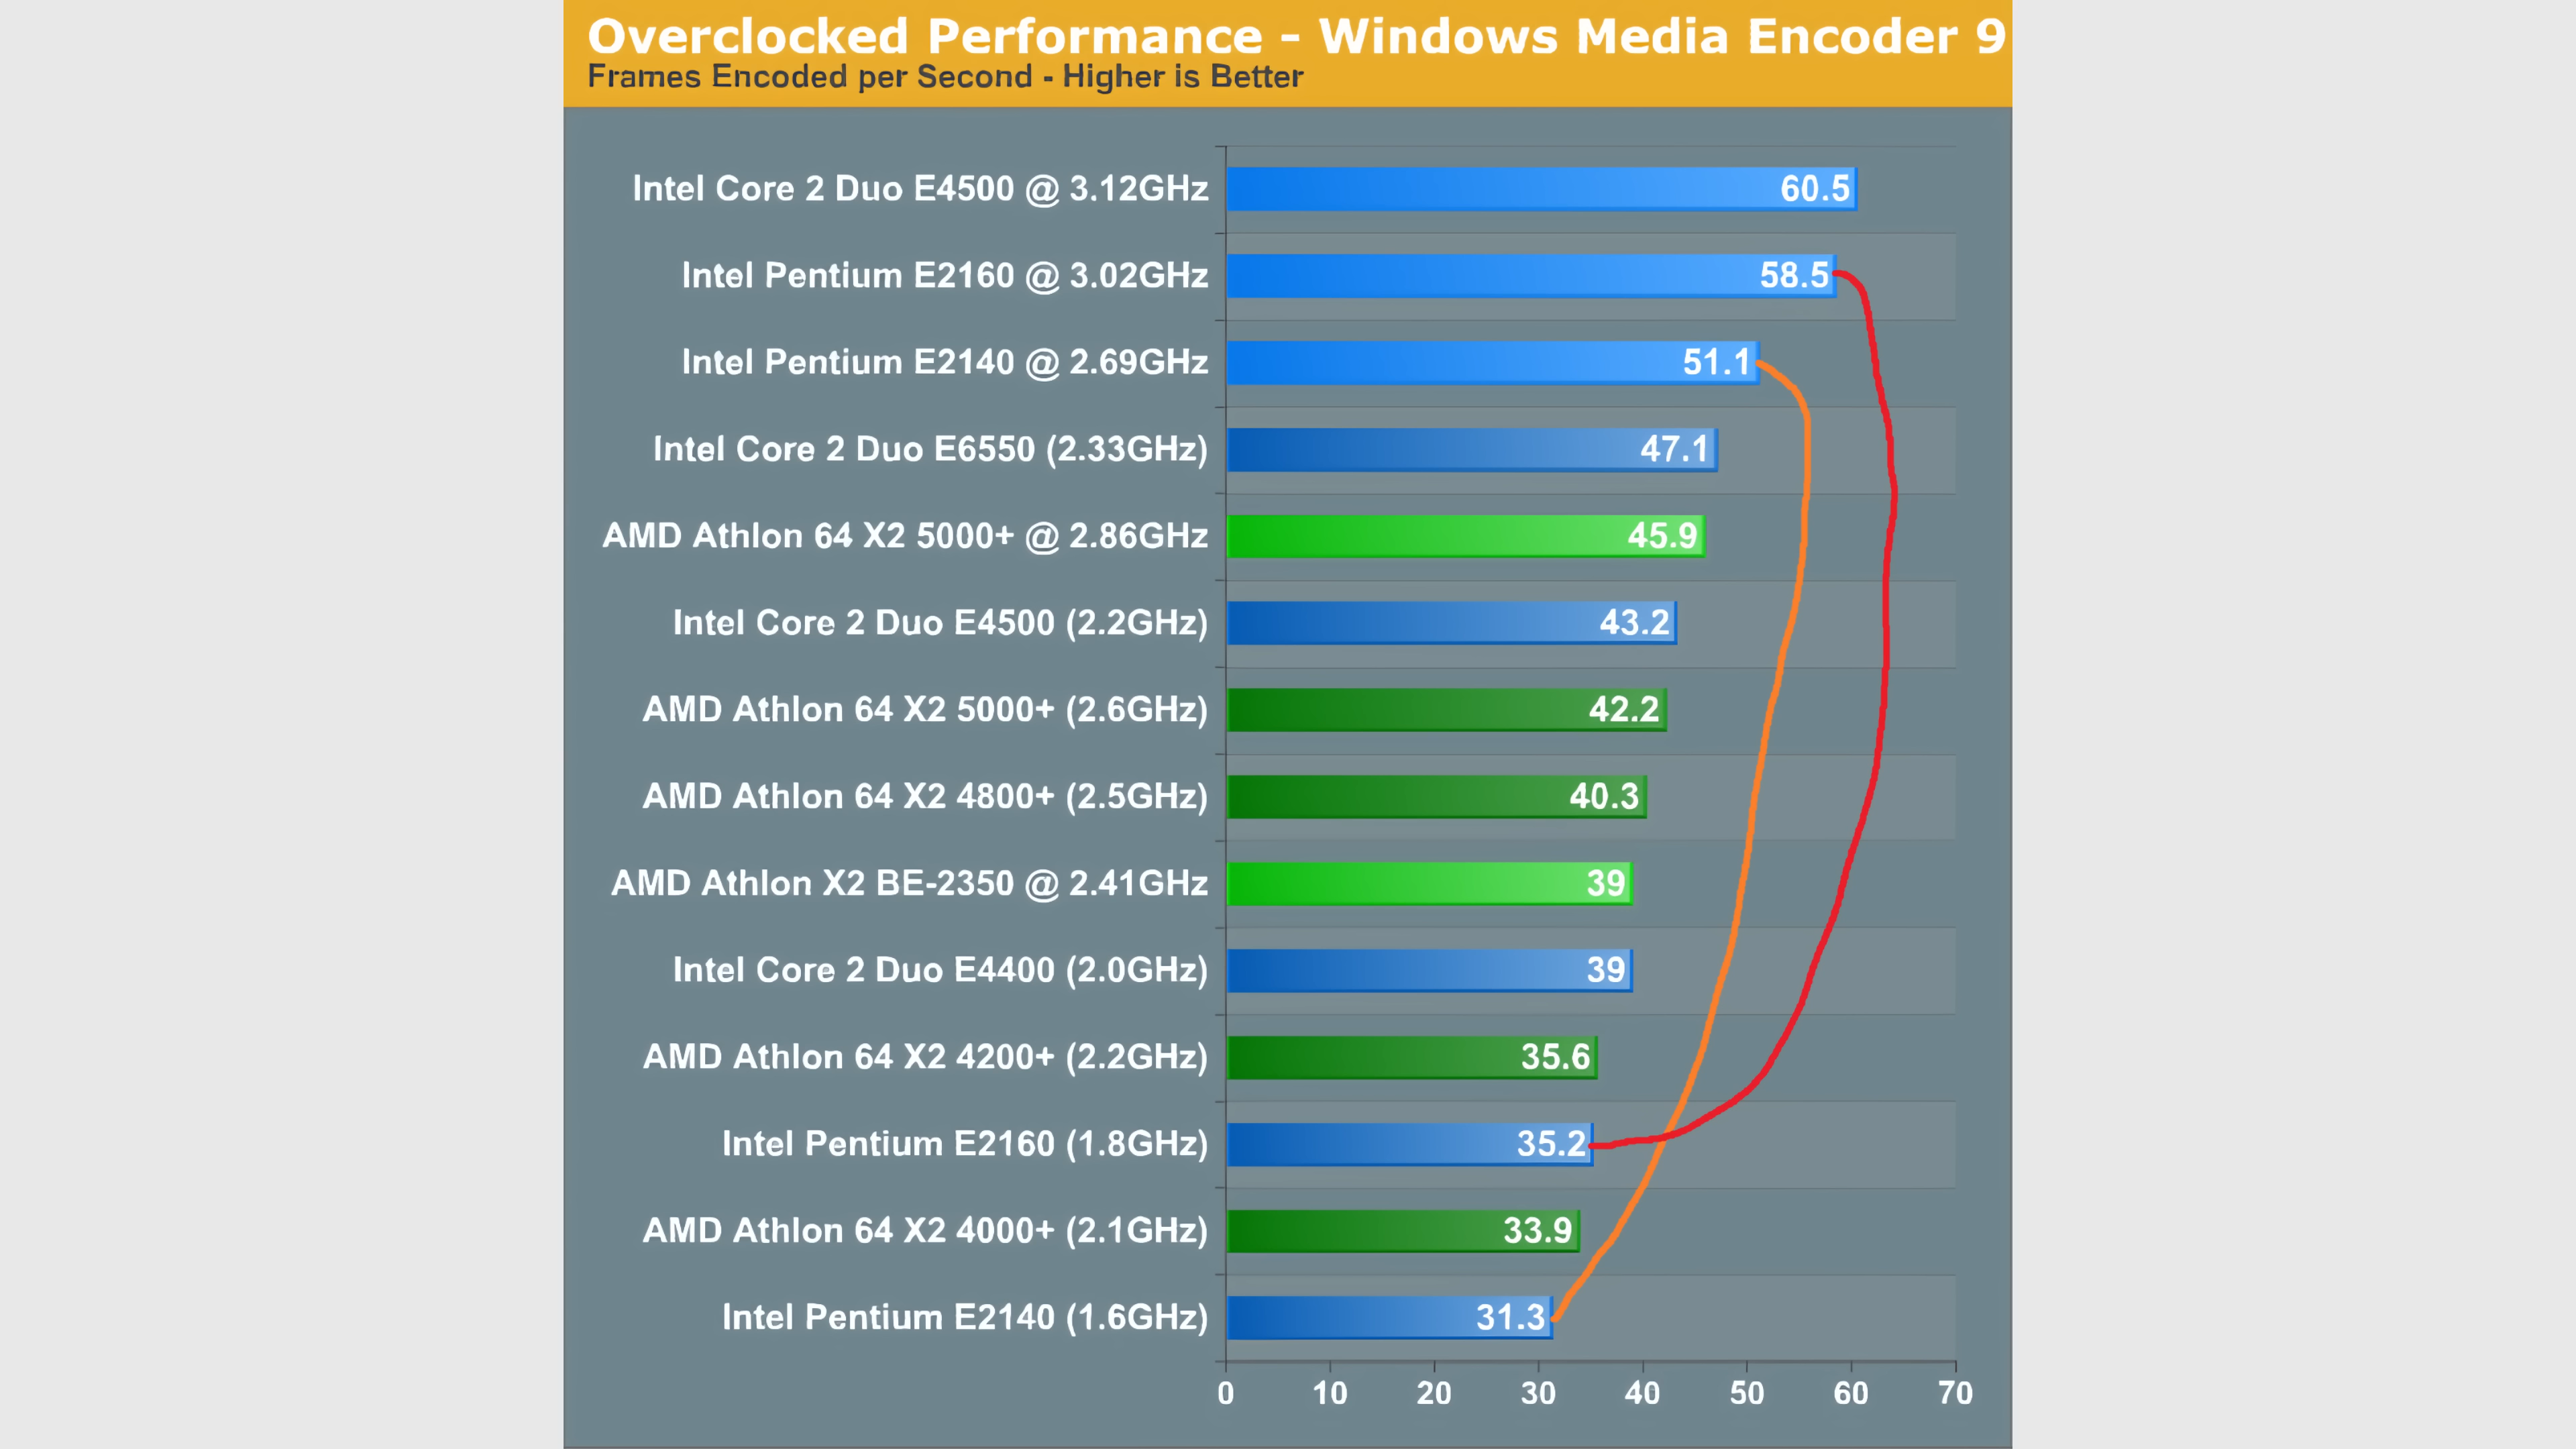 Overclocked Performance - Windows Media Encoder 9
Frames Encoded per Second - Higher is Better
Intel Core 2 Duo E4500 @ 3.12GHz 60.5
Intel Pentium E2160 @ 3.02GHz 58.5
Intel Pentium E2140 @ 2.69GHz 51.1
Intel Core 2 Duo E6550 (2.33GHz) 47.1
AMD Athlon 64 X2 5000+ @ 2.86GHz 45.9
Intel Core 2 Duo E4500 (2.2GHz) 43.2
AMD Athlon 64 X2 5000+ (2.6GHz) 42.2
AMD Athlon 64 X2 4800+ (2.5GHz) 40.3
AMD Athlon X2 BE-2350 @ 2.41GHz 39
Intel Core 2 Duo E4400 (2.0GHz) 39
AMD Athlon 64 X2 4200+ (2.2GHz) 35.6
Intel Pentium E2160 (1.8GHz) 35.2
AMD Athlon 64 X2 4000+ (2.1GHz) 33.9
Intel Pentium E2140 (1.6GHz) 31.3
0 10 20 30 40 50 60 70